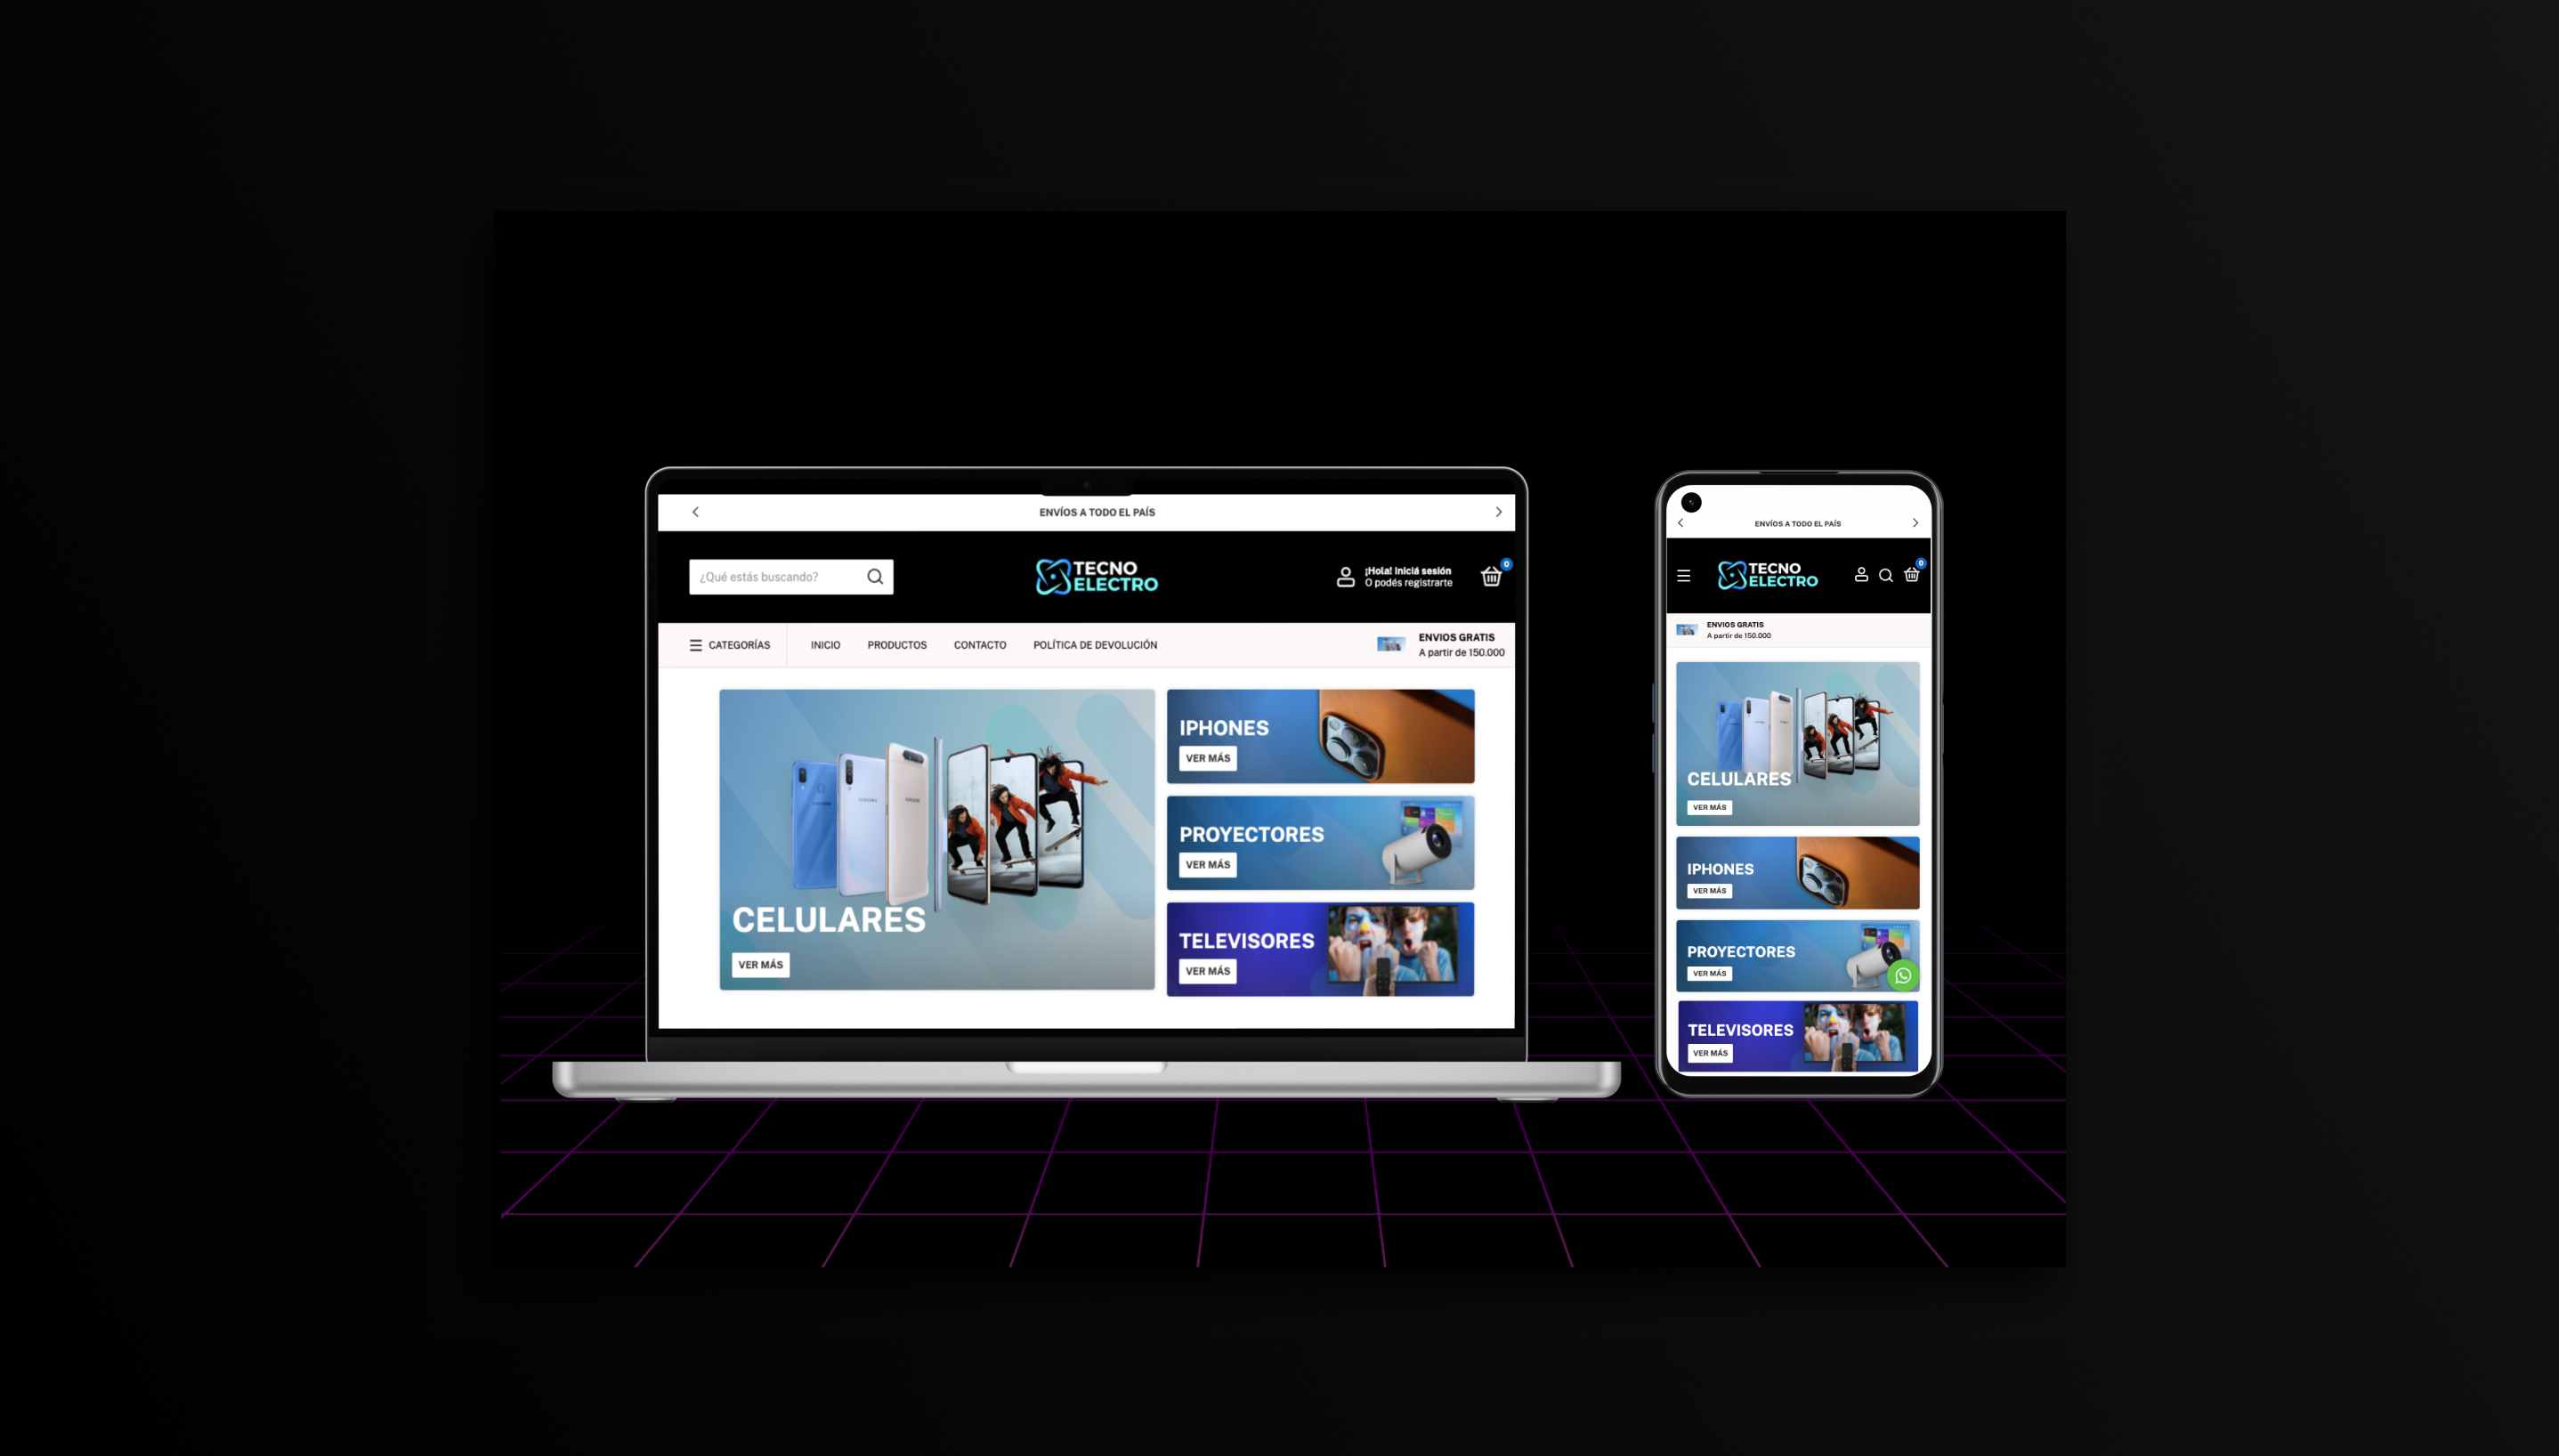 ENVÍOS A TODO EL PAÍS
¿Qué estás buscando?
TECNO
ELECTRO
¡Hola! Iniciá sesión
O podés registrarte
0
CATEGORÍAS
INICIO
PRODUCTOS
CONTACTO
POLÍTICA DE DEVOLUCIÓN
ENVIOS GRATIS
A partir de 150.000
CELULARES
VER MÁS
IPHONES
VER MÁS
PROYECTORES
VER MÁS
TELEVISORES
VER MÁS
ENVÍOS A TODO EL PAÍS
TECNO
ELECTRO
0
ENVIOS GRATIS
A partir de 150.000
CELULARES
VER MÁS
IPHONES
VER MÁS
PROYECTORES
VER MÁS
TELEVISORES
VER MÁS